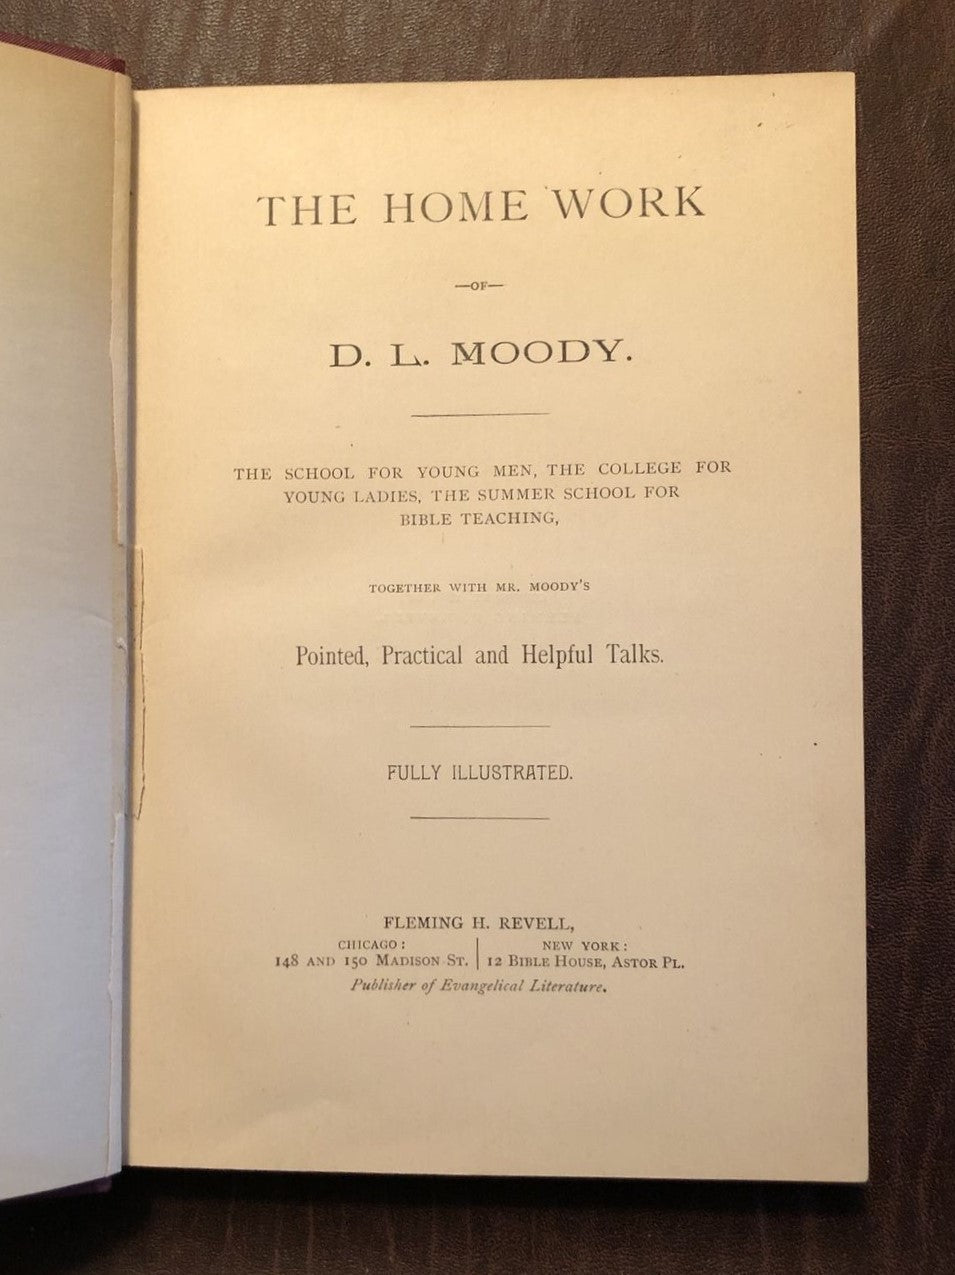 THE HOME WORK
—OF—
D. L. MOODY.
THE SCHOOL FOR YOUNG MEN, THE COLLEGE FOR
YOUNG LADIES, THE SUMMER SCHOOL FOR
BIBLE TEACHING,
TOGETHER WITH MR. MOODY'S
Pointed, Practical and Helpful Talks.
FULLY ILLUSTRATED.
FLEMING H. REVELL,
CHICAGO: | NEW YORK:
148 AND 150 MADISON ST. | 12 BIBLE HOUSE, ASTOR PL.
Publisher of Evangelical Literature.